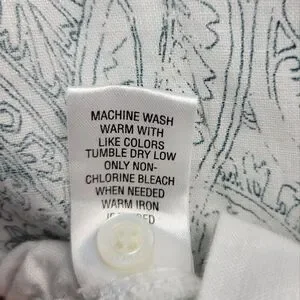 MACHINE WASH
WARM WITH
LIKE COLORS
TUMBLE DRY LOW
ONLY NON-
CHLORINE BLEACH
WHEN NEEDED
WARM IRON